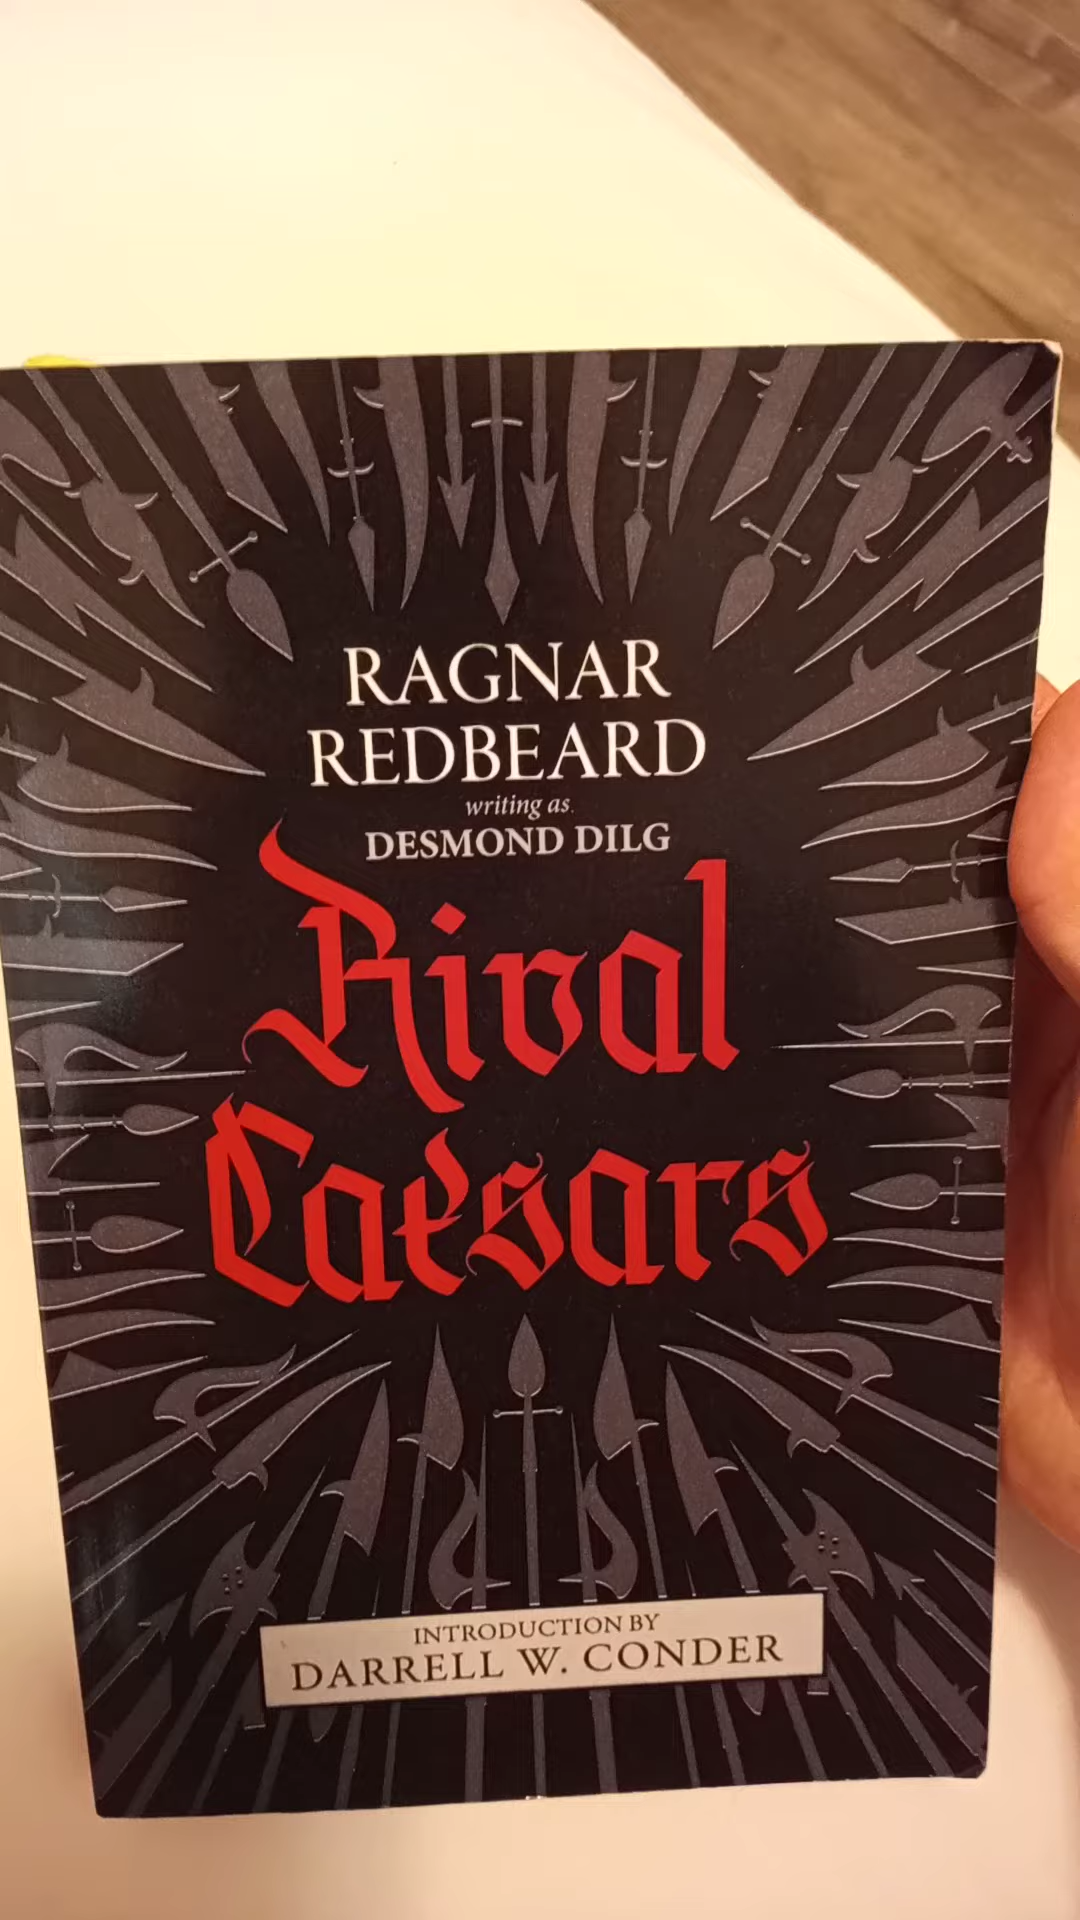 RAGNAR
REDBEARD
writing as
DESMOND DILG
Rival
Caesars
INTRODUCTION BY
DARRELL W. CONDER